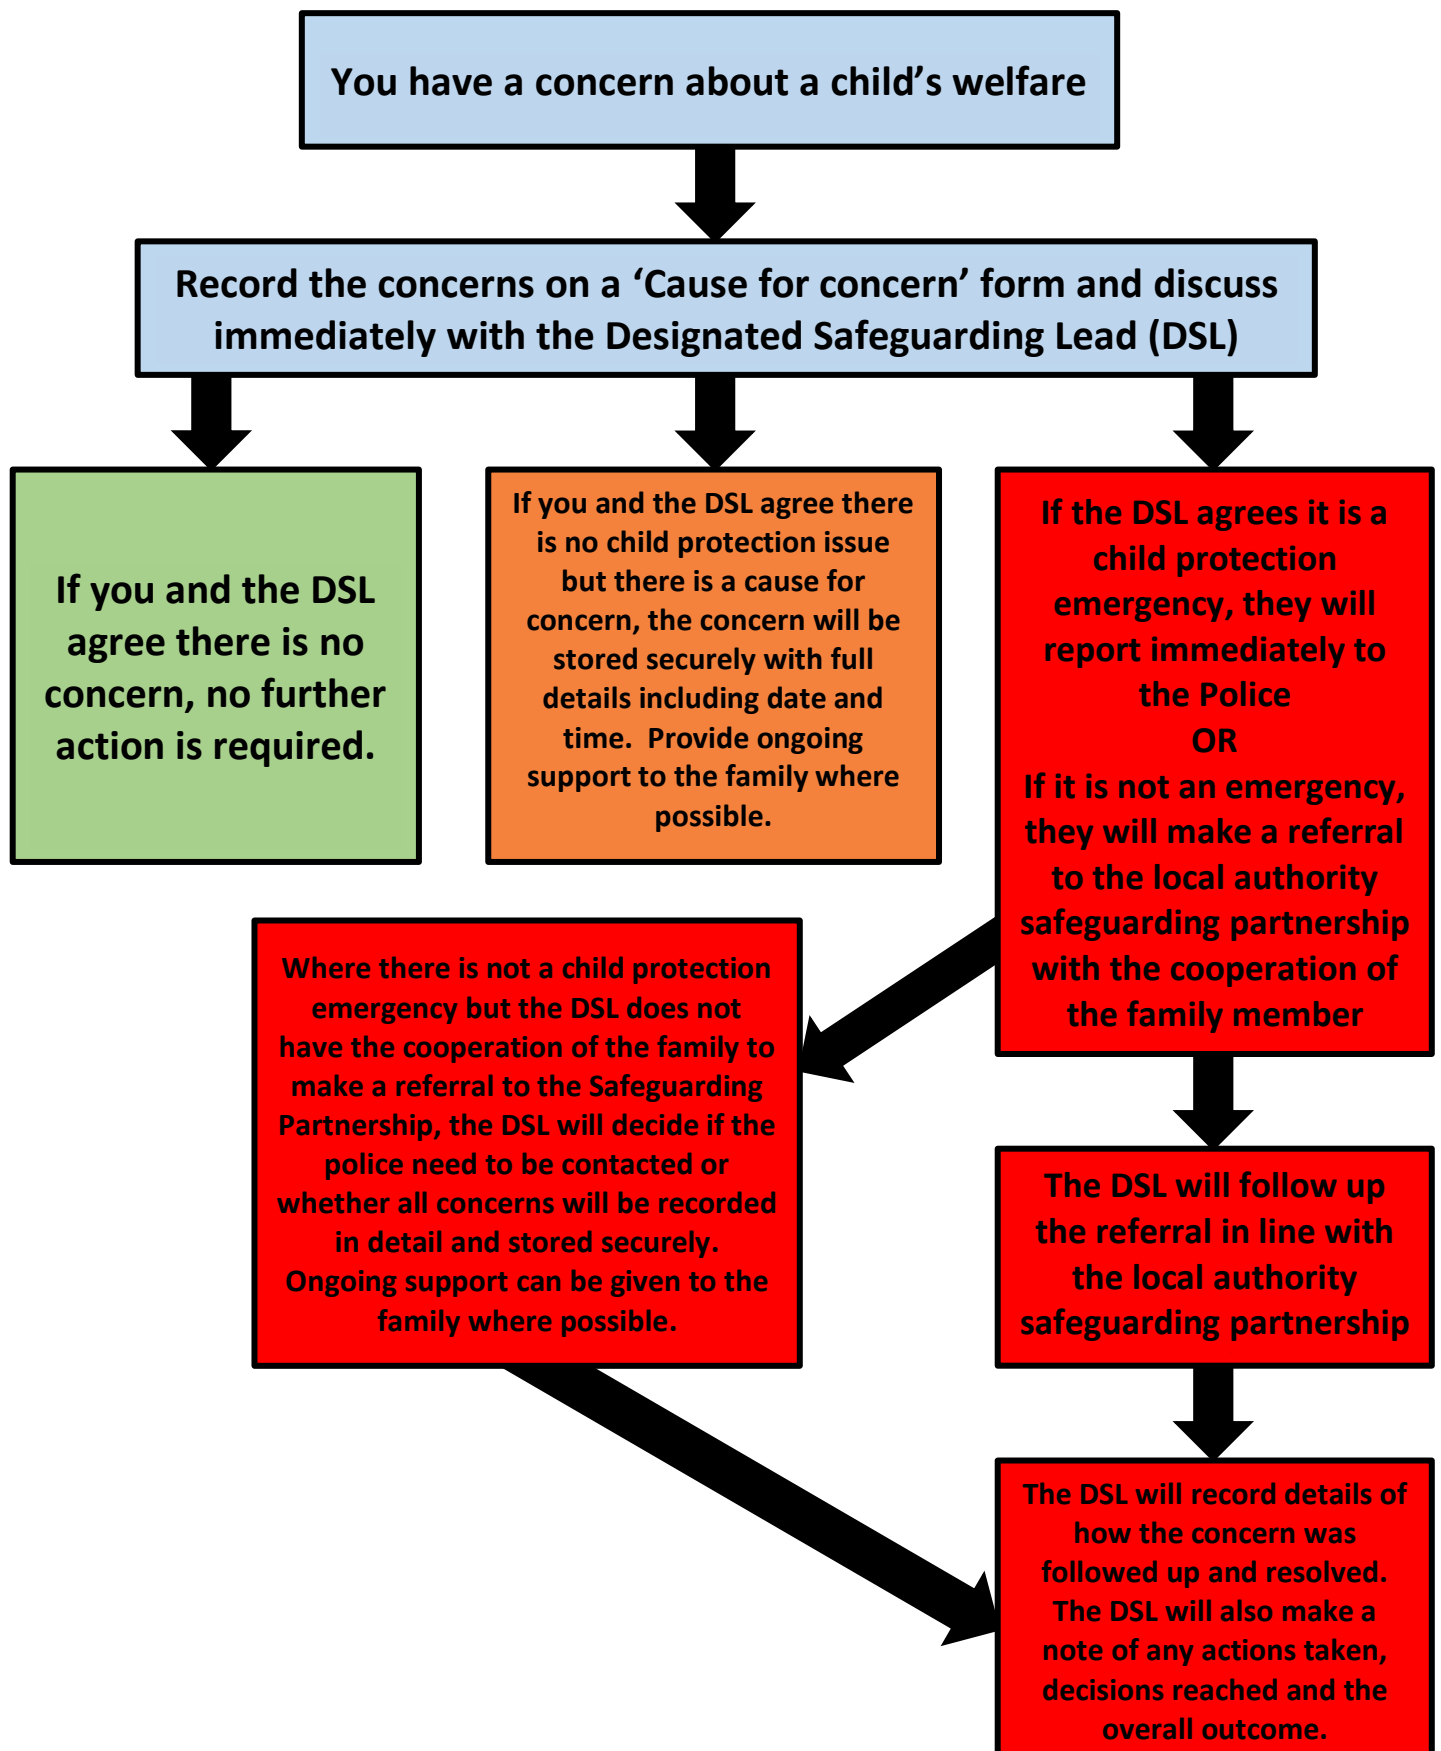 You have a concern about a child’s welfare
Record the concerns on a ‘Cause for concern’ form and discuss
immediately with the Designated Safeguarding Lead (DSL)
If you and the DSL
agree there is no
concern, no further
action is required.
If you and the DSL agree there
is no child protection issue
but there is a cause for
concern, the concern will be
stored securely with full
details including date and
time.  Provide ongoing
support to the family where
possible.
If the DSL agrees it is a
child protection
emergency, they will
report immediately to
the Police
OR
If it is not an emergency,
they will make a referral
to the local authority
safeguarding partnership
with the cooperation of
the family member
Where there is not a child protection
emergency but the DSL does not
have the cooperation of the family to
make a referral to the Safeguarding
Partnership, the DSL will decide if the
police need to be contacted or
whether all concerns will be recorded
in detail and stored securely.
Ongoing support can be given to the
family where possible.
The DSL will follow up
the referral in line with
the local authority
safeguarding partnership
The DSL will record details of
how the concern was
followed up and resolved.
The DSL will also make a
note of any actions taken,
decisions reached and the
overall outcome.